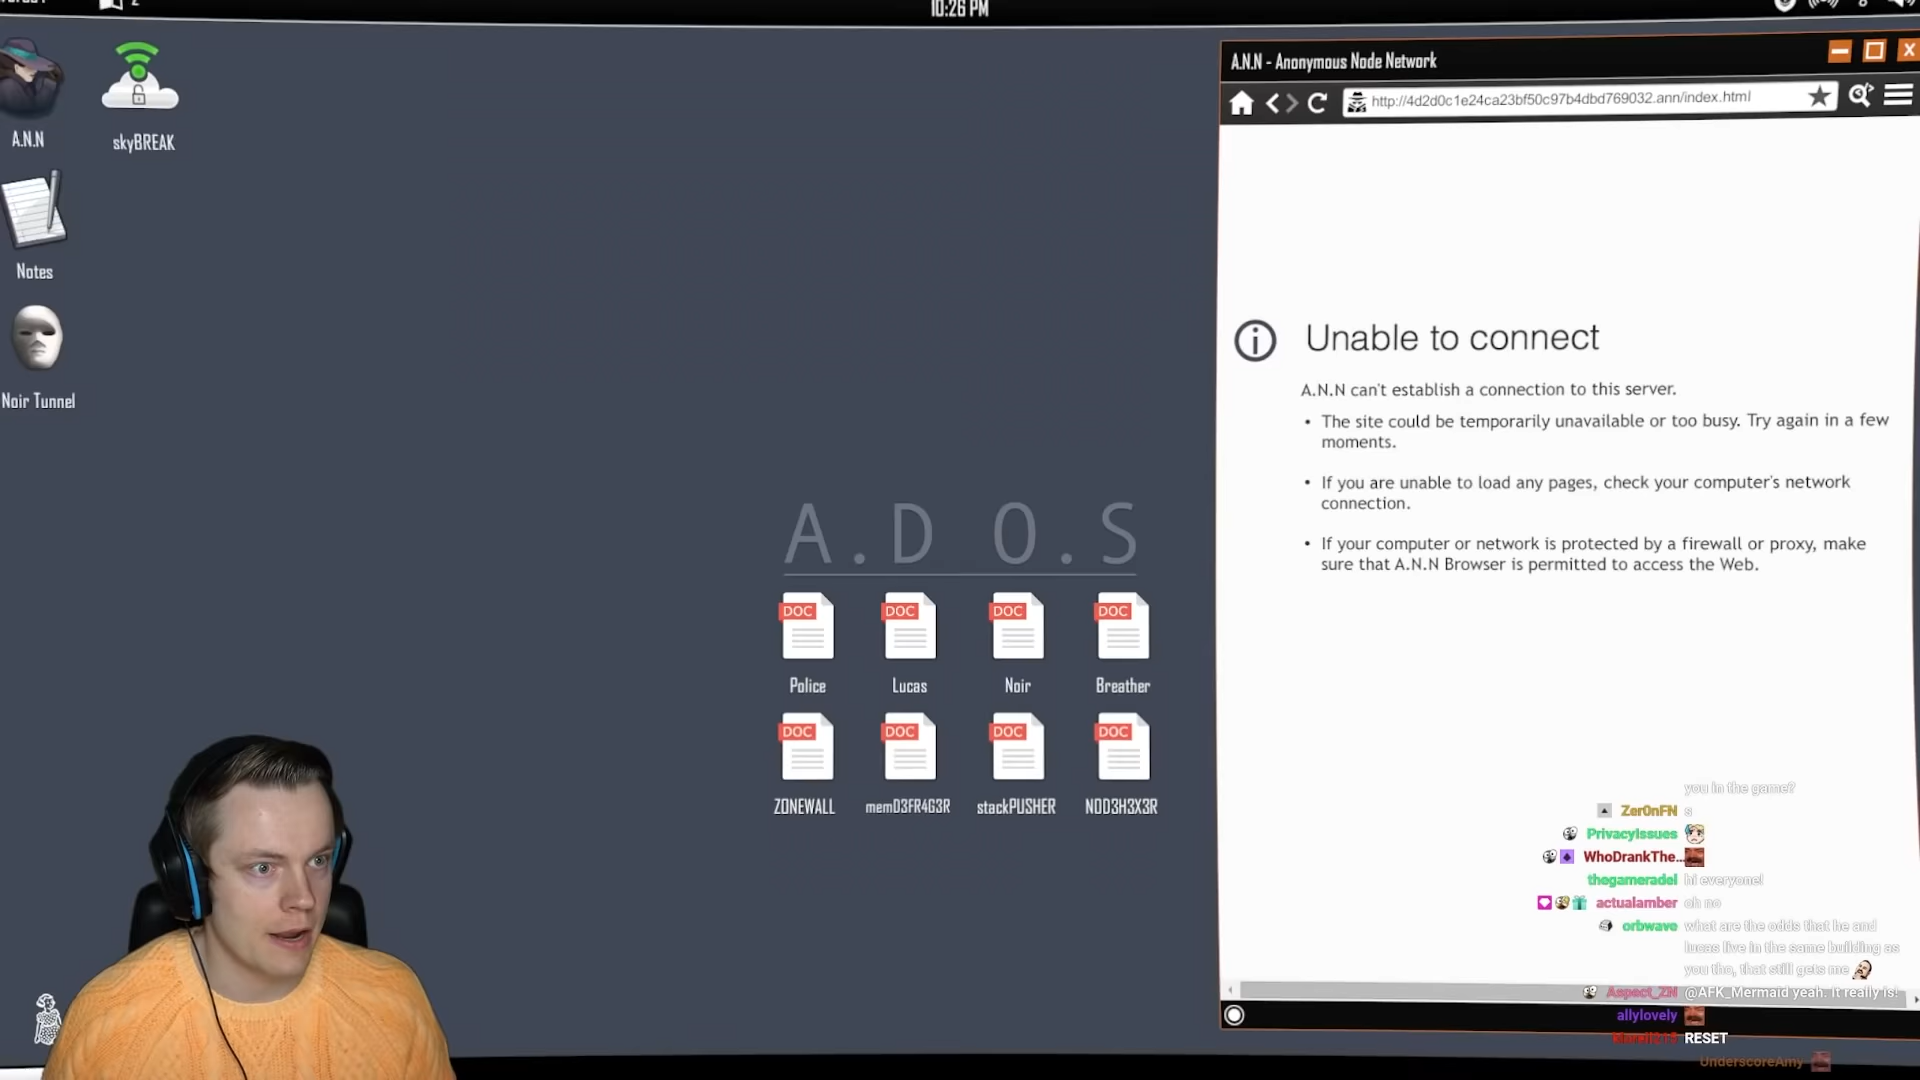 10:26 PM
A.N.N
skyBREAK
Notes
Noir Tunnel
A.D O.S
DOC DOC DOC DOC
Police Lucas Noir Breather
DOC DOC DOC DOC
ZONEWALL memD3FR4G3R stackPUSHER NOD3H3X3R
A.N.N - Anonymous Node Network
http://4d2d0c1e24ca23bf50c97b4dbd769032.ann/index.html
Unable to connect
A.N.N can't establish a connection to this server.
• The site could be temporarily unavailable or too busy. Try again in a few
moments.
• If you are unable to load any pages, check your computer's network
connection.
• If your computer or network is protected by a firewall or proxy, make
sure that A.N.N Browser is permitted to access the Web.
you in the game?
Zer0nFN s
PrivacyIssues
WhoDrankThe...
thegameradel hi everyone!
actualamber oh no
orbwave what are the odds that he and
lucas live in the same building as
you tho, that still gets me
Aspect_ZN @AFK_Mermaid yeah. It really is!
allylovely
RESET
UnderscoreAmy